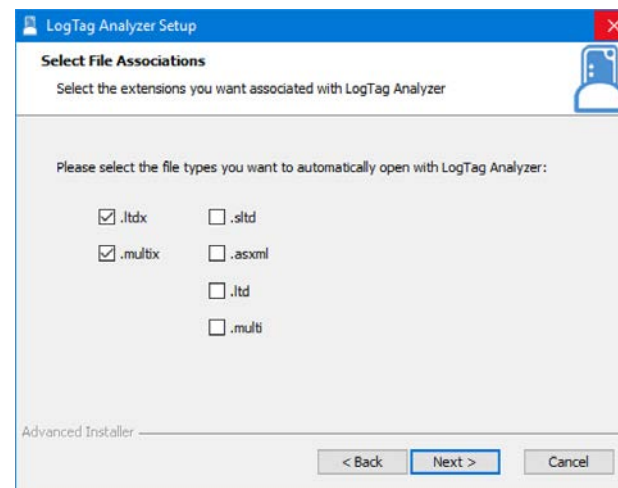 LogTag Analyzer Setup
Select File Associations
Select the extensions you want associated with LogTag Analyzer
Please select the file types you want to automatically open with LogTag Analyzer:
.ltdx .sltd
.multix .asxml
.ltd
.multi
Advanced Installer
< Back Next > Cancel